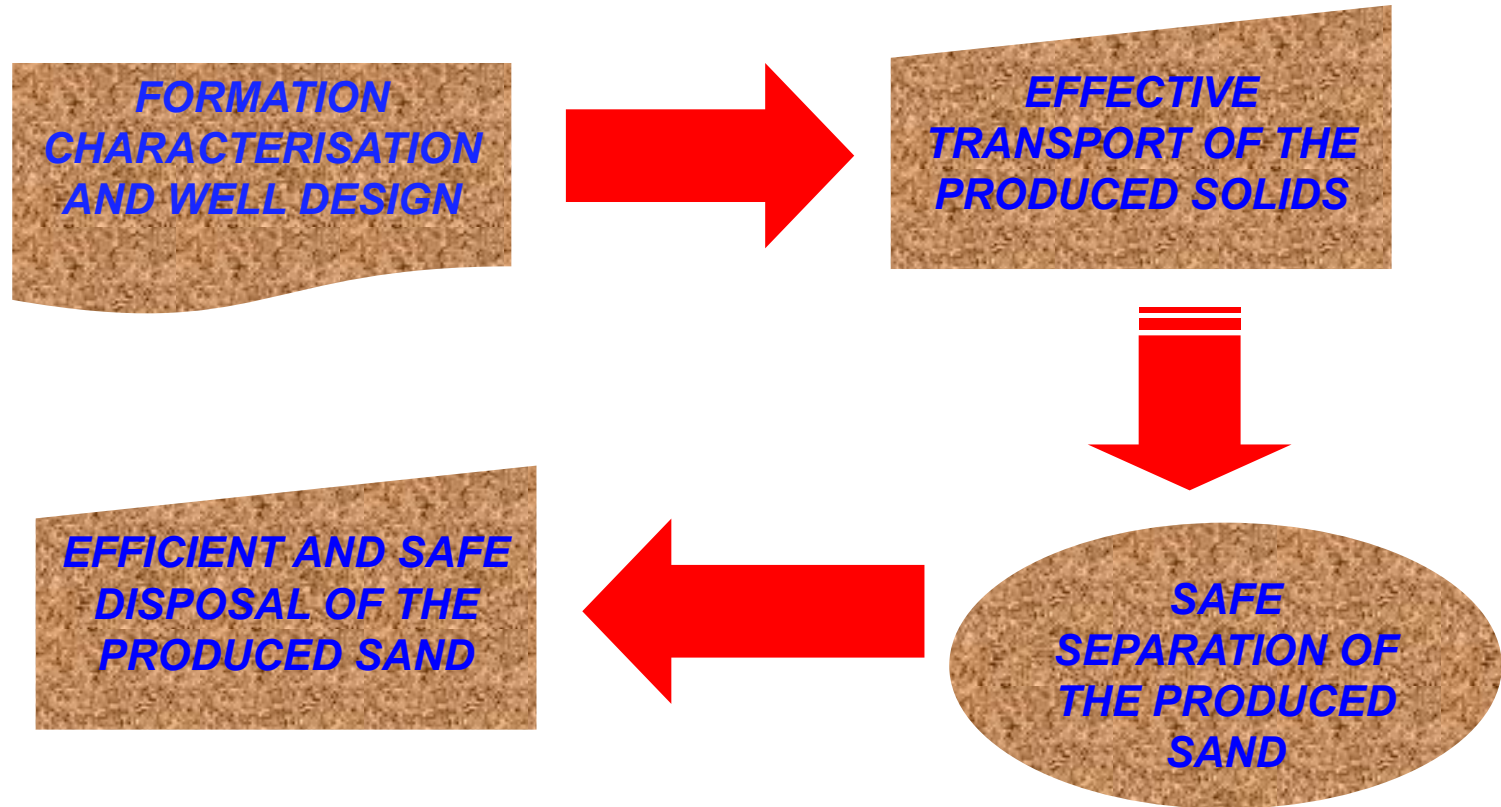 FORMATION
CHARACTERISATION
AND WELL DESIGN
EFFECTIVE
TRANSPORT OF THE
PRODUCED SOLIDS
SAFE
SEPARATION OF
THE PRODUCED
SAND
EFFICIENT AND SAFE
DISPOSAL OF THE
PRODUCED SAND